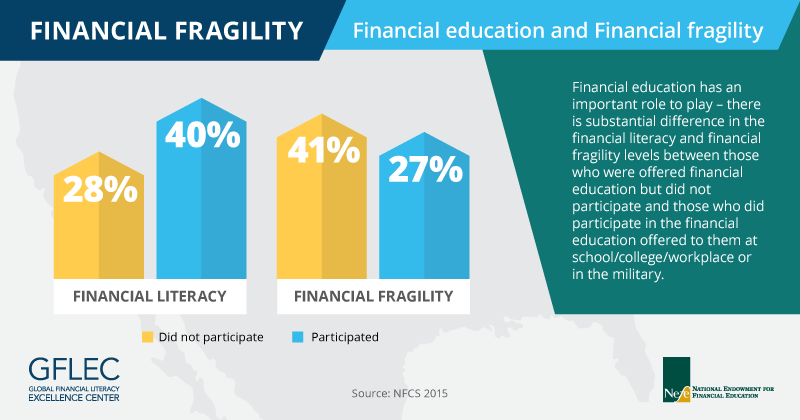 FINANCIAL FRAGILITY
Financial education and Financial fragility
Financial education has an
important role to play – there
is substantial difference in the
financial literacy and financial
fragility levels between those
who were offered financial
education but did not
participate and those who did
participate in the financial
education offered to them at
school/college/workplace or
in the military.
28%
40%
41%
27%
FINANCIAL LITERACY
FINANCIAL FRAGILITY
Did not participate
Participated
GFLEC
GLOBAL FINANCIAL LITERACY
EXCELLENCE CENTER
Source: NFCS 2015
Nefe
NATIONAL ENDOWMENT FOR
FINANCIAL EDUCATION